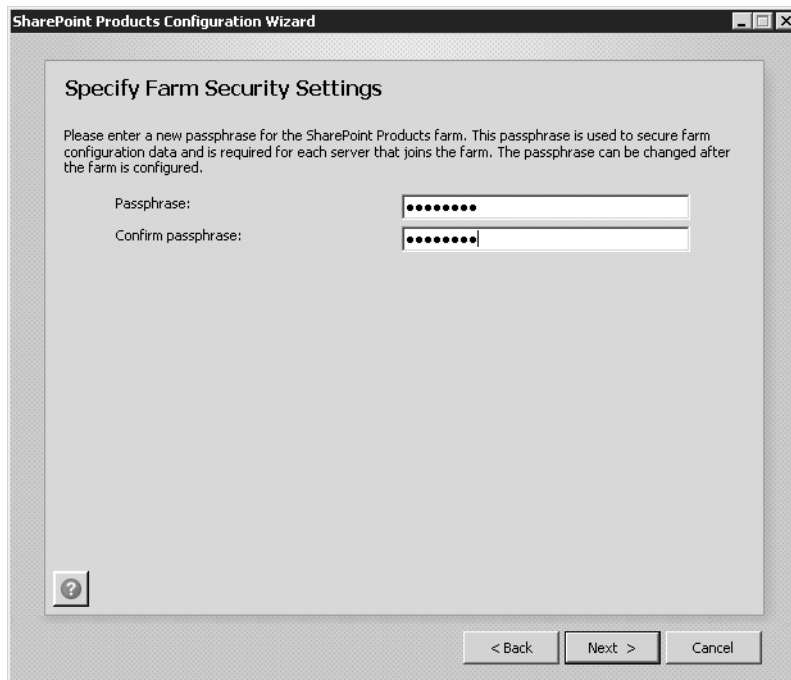 SharePoint Products Configuration Wizard
Specify Farm Security Settings
Please enter a new passphrase for the SharePoint Products farm. This passphrase is used to secure farm
configuration data and is required for each server that joins the farm. The passphrase can be changed after
the farm is configured.
Passphrase:
••••••••
Confirm passphrase:
••••••••
?
< Back
Next >
Cancel